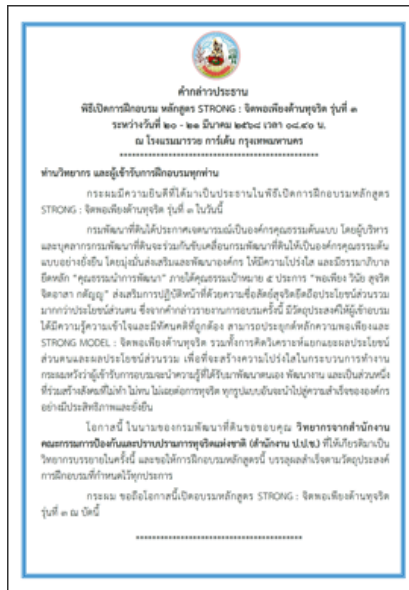 คำกล่าวประธาน
พิธีเปิดการฝึกอบรม หลักสูตร STRONG : จิตพอเพียงต้านทุจริต รุ่นที่ ๓
ระหว่างวันที่ ๒๐ - ๒๑ มีนาคม ๒๕๖๘ เวลา ๐๘.๔๐ น.
ณ โรงแรมมารวย การ์เด้น กรุงเทพมหานคร
************************************************
ท่านวิทยากร และผู้เข้ารับการฝึกอบรมทุกท่าน
กระผมมีความยินดีที่ได้มาเป็นประธานในพิธีเปิดการฝึกอบรมหลักสูตร
STRONG : จิตพอเพียงต้านทุจริต รุ่นที่ ๓ ในวันนี้
กรมพัฒนาที่ดินได้ประกาศเจตนารมณ์เป็นองค์กรคุณธรรมต้นแบบ โดยผู้บริหาร
และบุคลากรกรมพัฒนาที่ดินจะร่วมกันขับเคลื่อนกรมพัฒนาที่ดินให้เป็นองค์กรคุณธรรมต้น
แบบอย่างยั่งยืน โดยมุ่งมั่นส่งเสริมและพัฒนาองค์กร ให้มีความโปร่งใส และมีธรรมาภิบาล
ยึดหลัก "คุณธรรมนำการพัฒนา" ภายใต้คุณธรรมเป้าหมาย ๕ ประการ "พอเพียง วินัย สุจริต
จิตอาสา กตัญญู" ส่งเสริมการปฏิบัติหน้าที่ด้วยความซื่อสัตย์สุจริตยึดถือประโยชน์ส่วนรวม
มากกว่าประโยชน์ส่วนตน ซึ่งจากคำกล่าวรายงานการอบรมครั้งนี้ มีวัตถุประสงค์ให้ผู้เข้าอบรม
ได้มีความรู้ความเข้าใจและมีทัศนคติที่ถูกต้อง สามารถประยุกต์หลักความพอเพียงและ
STRONG MODEL : จิตพอเพียงต้านทุจริต รวมทั้งการคิดวิเคราะห์แยกแยะผลประโยชน์
ส่วนตนและผลประโยชน์ส่วนรวม เพื่อที่จะสร้างความโปร่งใสในกระบวนการทำงาน
กระผมหวังว่าผู้เข้ารับการอบรมจะนำความรู้ที่ได้รับมาพัฒนาตนเอง พัฒนางาน และเป็นส่วนหนึ่ง
ที่ร่วมสร้างสังคมที่ไม่ทำ ไม่ทน ไม่เฉยต่อการทุจริต ทุกรูปแบบอันจะนำไปสู่ความสำเร็จขององค์กร
อย่างมีประสิทธิภาพและยั่งยืน
โอกาสนี้ ในนามของกรมพัฒนาที่ดินขอขอบคุณ วิทยากรจากสำนักงาน
คณะกรรมการป้องกันและปราบปรามการทุจริตแห่งชาติ (สำนักงาน ป.ป.ช.) ที่ให้เกียรติมาเป็น
วิทยากรบรรยายในครั้งนี้ และขอให้การฝึกอบรมหลักสูตรนี้ บรรลุผลสำเร็จตามวัตถุประสงค์
การฝึกอบรมที่กำหนดไว้ทุกประการ
กระผม ขอถือโอกาสนี้เปิดอบรมหลักสูตร STRONG : จิตพอเพียงต้านทุจริต
รุ่นที่ ๓ ณ บัดนี้
****************************************